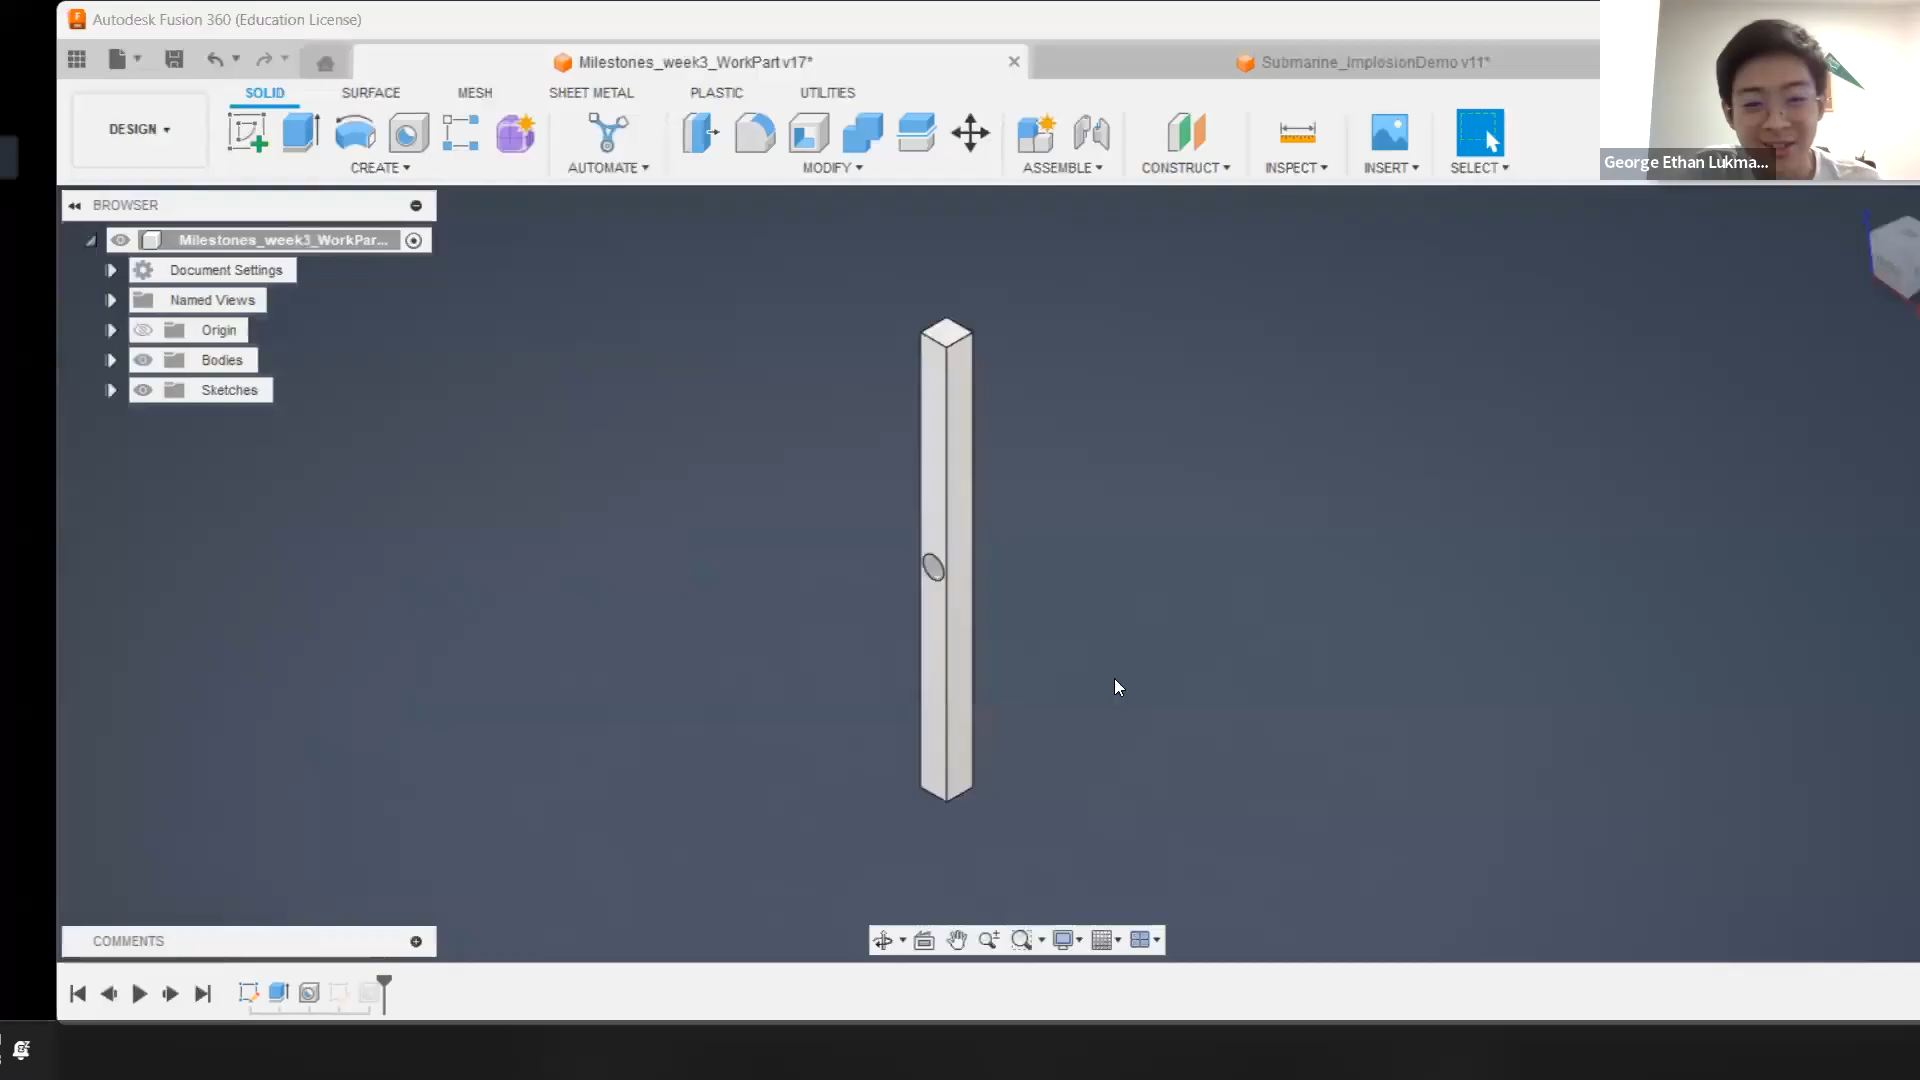 Autodesk Fusion 360 (Education License)
Milestones_week3_WorkPart v17*
Submarine_ImplosionDemo v11*
SOLID
SURFACE
MESH
SHEET METAL
PLASTIC
UTILITIES
DESIGN
CREATE
AUTOMATE
MODIFY
ASSEMBLE
CONSTRUCT
INSPECT
INSERT
SELECT
George Ethan Lukma...
BROWSER
Milestones_week3_WorkPar...
Document Settings
Named Views
Origin
Bodies
Sketches
COMMENTS